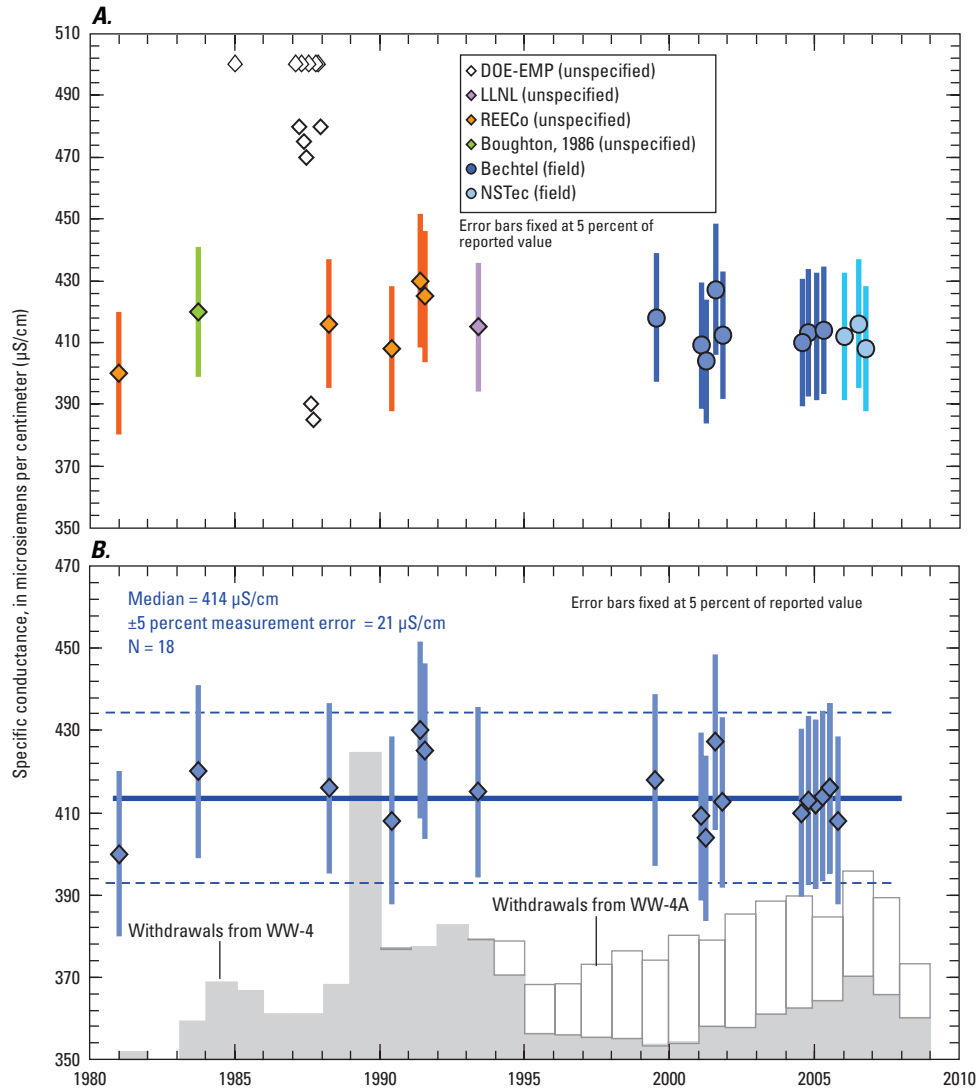 A.
510
490
470
450
430
410
390
370
350
DOE-EMP (unspecified)
LLNL (unspecified)
REECo (unspecified)
Boughton, 1986 (unspecified)
Bechtel (field)
NSTec (field)
Error bars fixed at 5 percent of
reported value
Specific conductance, in microsiemens per centimeter (µS/cm)
B.
470
450
430
410
390
370
350
Median = 414 µS/cm
±5 percent measurement error = 21 µS/cm
N = 18
Error bars fixed at 5 percent of reported value
Withdrawals from WW-4
Withdrawals from WW-4A
1980 1985 1990 1995 2000 2005 2010